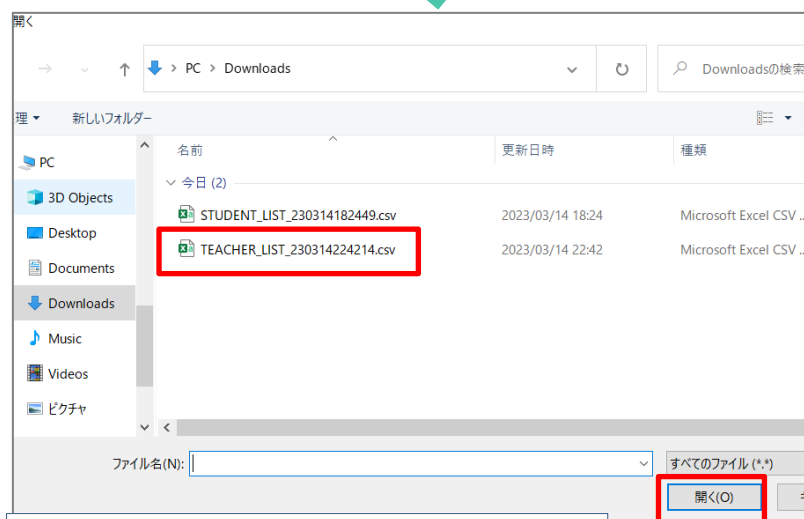 開く
PC > Downloads
Downloadsの検索
理 新しいフォルダー
名前 更新日時 種類
PC
今日 (2)
3D Objects
STUDENT_LIST_230314182449.csv 2023/03/14 18:24 Microsoft Excel CSV ..
Desktop
TEACHER_LIST_230314224214.csv 2023/03/14 22:42 Microsoft Excel CSV ..
Documents
Downloads
Music
Videos
ピクチャ
ファイル名(N): すべてのファイル (*.*)
開く(O)